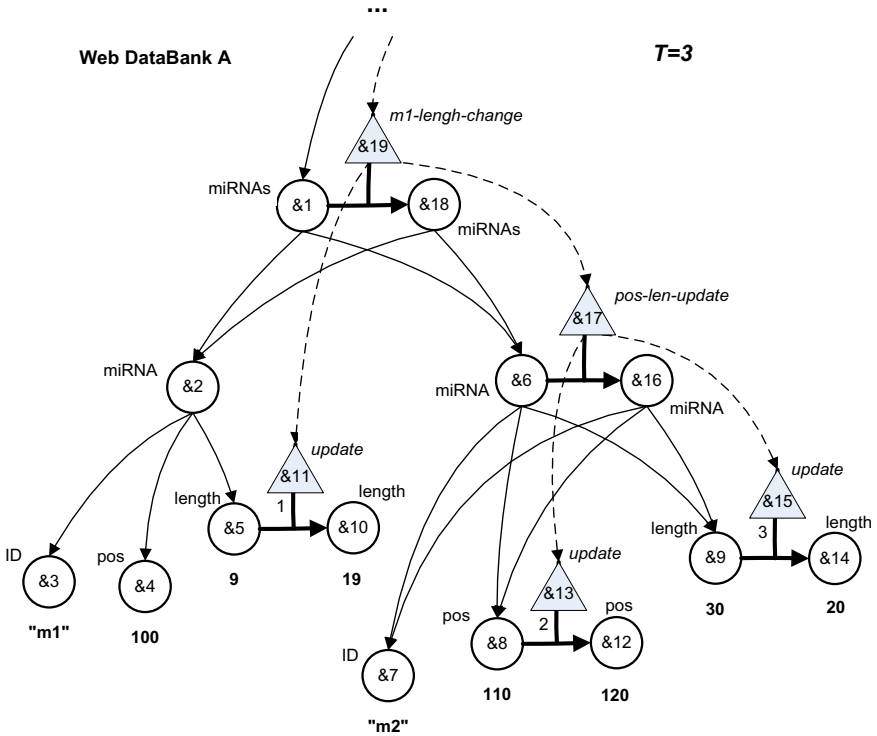 ...
Web DataBank A
T=3
m1-lengh-change
&19
miRNAs
&1
&18
miRNAs
pos-len-update
&17
miRNA
&2
&6
&16
miRNA
miRNA
update
&11
length
1
length
&5
&10
9
19
update
&15
length
3
length
&9
&14
30
20
ID
&3
"m1"
pos
&4
100
update
&13
pos
2
pos
&8
&12
110
120
ID
&7
"m2"